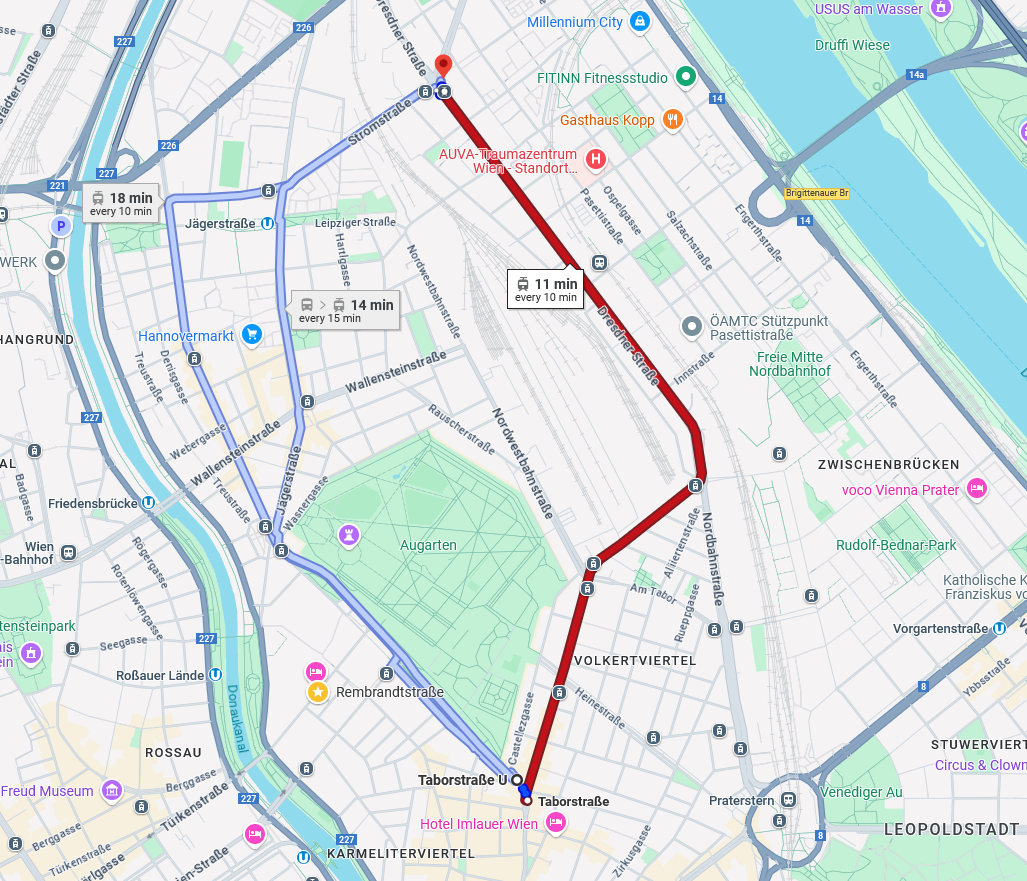 USUS am Wasser
Millennium City
Druffi Wiese
Dresdner Straße
226
227
14a
FITINN Fitnessstudio
14
Gasthaus Kopp
Stromstraße
226
AUVA-Traumazentrum
Wien - Standort...
227
221
Brigittenauer Br
14
18 min
every 10 min
Jägerstraße
Leipziger Straße
Pasettistraße
Ospelgasse
Salzachstraße
Engerthstraße
P
WERK
Hartlgasse
Nordwestbahnstraße
11 min
every 10 min
14 min
every 15 min
Hannovermarkt
HANGRUND
Dresdner Straße
ÖAMTC Stützpunkt
Pasettistraße
Freie Mitte
Nordbahnhof
Innstraße
Engerthstraße
Treustraße
Denisgasse
Wallensteinstraße
227
Rauscherstraße
Webergasse
Wallensteinstraße
Nordwestbahnstraße
Jägerstraße
ZWISCHENBRÜCKEN
voco Vienna Prater
AL
Badgasse
Friedensbrücke
Treustraße
Wasnergasse
Augarten
Nordbahnstraße
Alliiertenstraße
Rudolf-Bednar-Park
Wien
-Bahnhof
Rögergasse
Rotenlöwengasse
Am Tabor
Rueppgasse
Katholische K
Franziskus vo
tensteinpark
227
Seegasse
Vorgartenstraße
ais
ein
Roßauer Lände
VOLKERTVIERTEL
Ybbsstraße
8
Rembrandtstraße
Donaukanal
Castellezgasse
Heinestraße
ROSSAU
STUWERVIERT
Circus & Clown
Berggasse
Taborstraße U
Taborstraße
Freud Museum
227
Türkenstraße
Praterstern
Venediger Au
Hotel Imlauer Wien
LEOPOLDSTADT
8
227
Berggasse
Türkenstraße
KARMELITERVIERTEL
Zirkusgasse